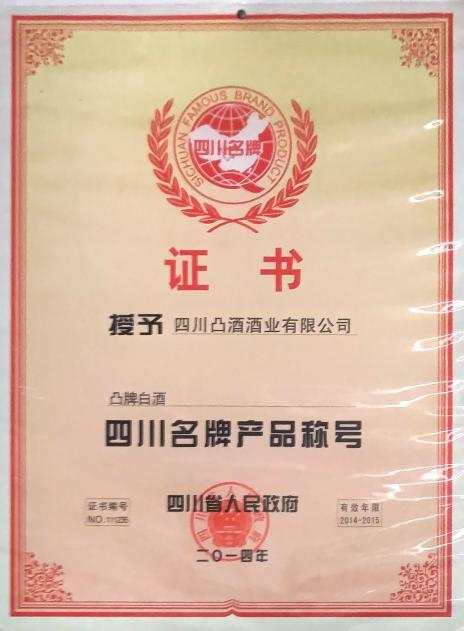 SICHUAN FAMOUS BRAND PRODUCT
四川名牌
证书
授予 四川凸酒酒业有限公司
凸牌白酒
四川名牌产品称号
四川省人民政府
二〇一四年
证书编号
有效年限
2014-2015